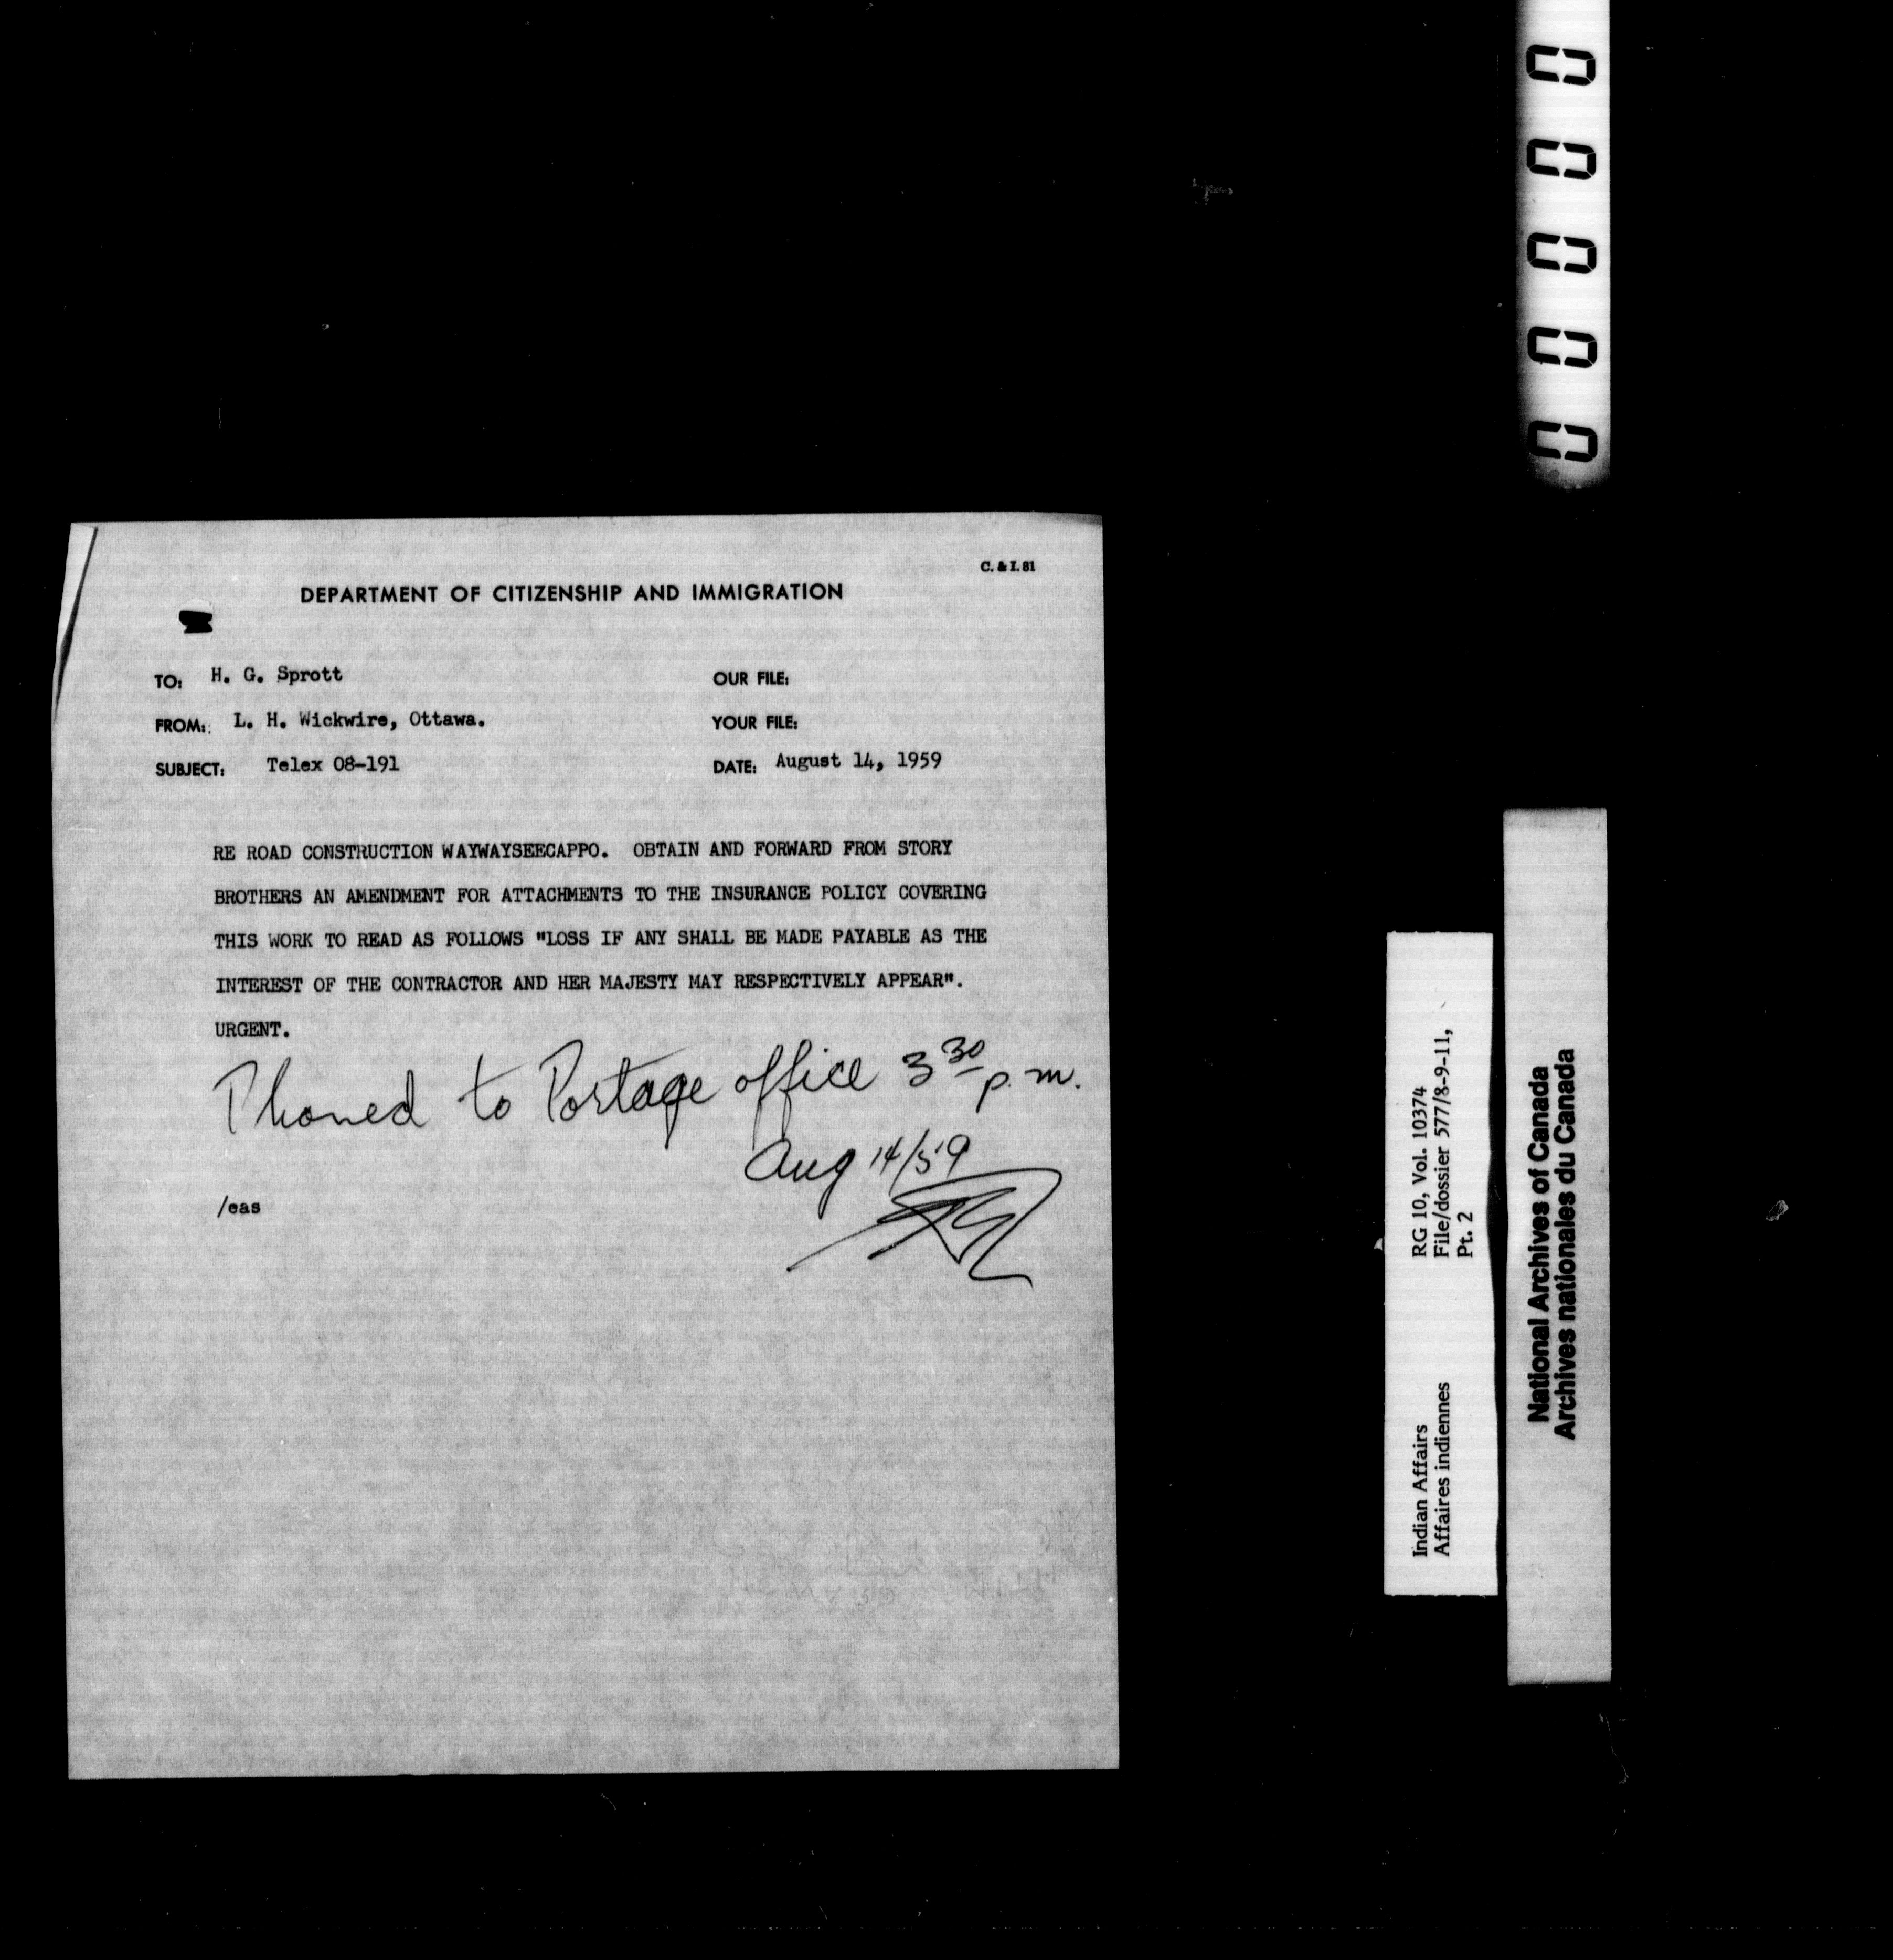 C. & I. 81
DEPARTMENT OF CITIZENSHIP AND IMMIGRATION
TO: H. G. Sprott
OUR FILE:
FROM: L. H. Wickwire, Ottawa.
YOUR FILE:
SUBJECT: Telex 08-191
DATE: August 14, 1959
RE ROAD CONSTRUCTION WAYWAYSEECAPPO. OBTAIN AND FORWARD FROM STORY
BROTHERS AN AMENDMENT FOR ATTACHMENTS TO THE INSURANCE POLICY COVERING
THIS WORK TO READ AS FOLLOWS "LOSS IF ANY SHALL BE MADE PAYABLE AS THE
INTEREST OF THE CONTRACTOR AND HER MAJESTY MAY RESPECTIVELY APPEAR".
URGENT.
Phoned to Portage office 3 30 p.m.
Aug 14/59
/eas
00000
Indian Affairs RG 10, Vol. 10374
Affaires indiennes File/dossier 577/8-9-11,
Pt. 2
National Archives of Canada
Archives nationales du Canada